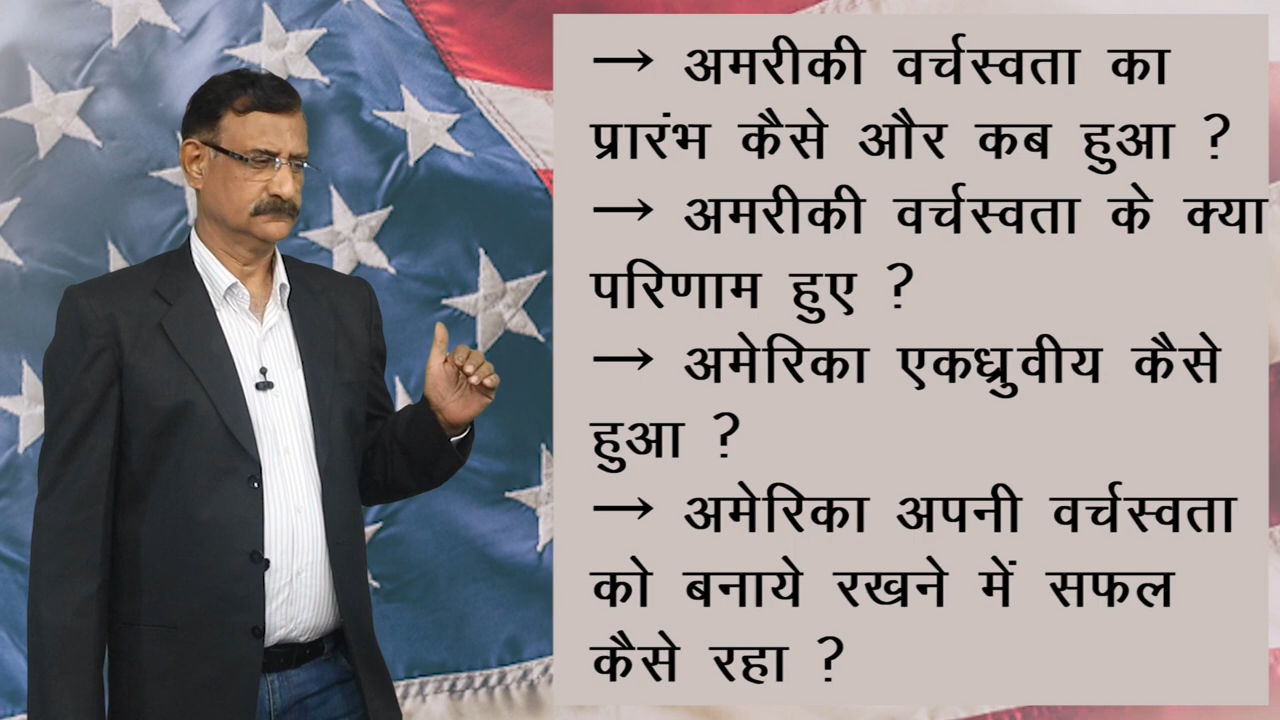 → अमरीकी वर्चस्वता का
प्रारंभ कैसे और कब हुआ ?
→ अमरीकी वर्चस्वता के क्या
परिणाम हुए ?
→ अमेरिका एकध्रुवीय कैसे
हुआ ?
→ अमेरिका अपनी वर्चस्वता
को बनाये रखने में सफल
कैसे रहा ?